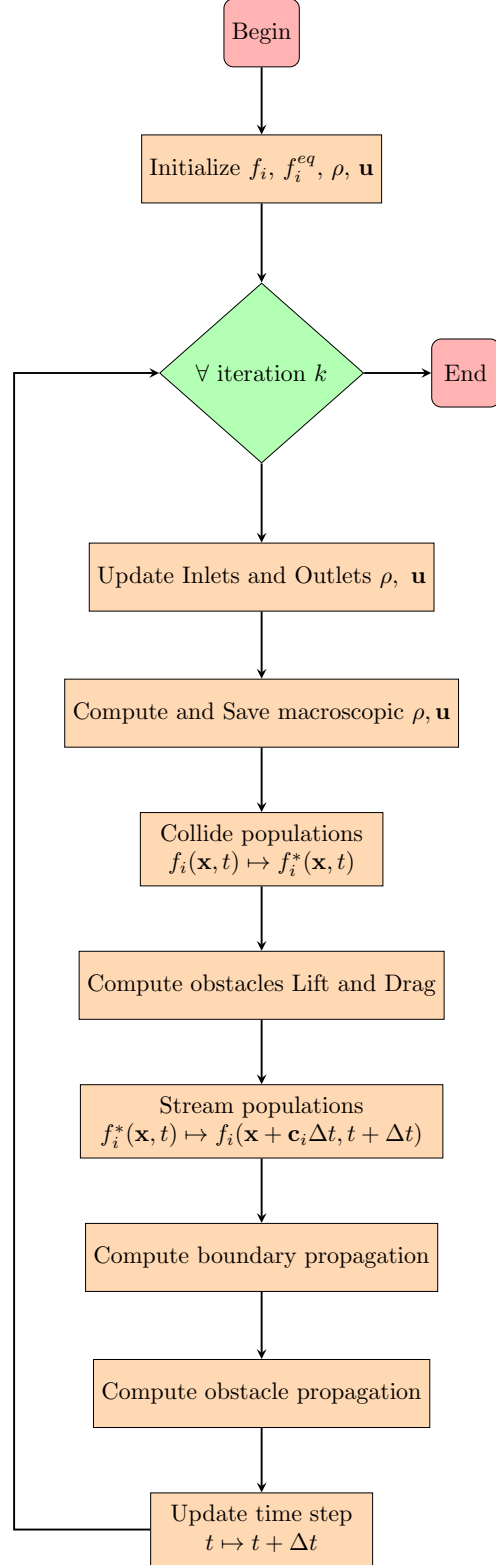 Begin
Initialize $f_i$, $f_i^{eq}$, $\rho$, $\mathbf{u}$
$\forall$ iteration $k$
End
Update Inlets and Outlets $\rho,\ \mathbf{u}$
Compute and Save macroscopic $\rho, \mathbf{u}$
Collide populations
$f_i(\mathbf{x}, t) \mapsto f_i^*(\mathbf{x}, t)$
Compute obstacles Lift and Drag
Stream populations
$f_i^*(\mathbf{x}, t) \mapsto f_i(\mathbf{x} + \mathbf{c}_i \Delta t, t + \Delta t)$
Compute boundary propagation
Compute obstacle propagation
Update time step
$t \mapsto t + \Delta t$